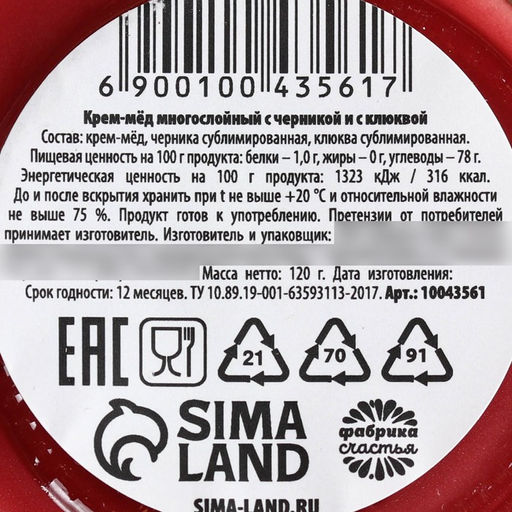 6 900100 435617
Крем-мёд многослойный с черникой и с клюквой
Состав: крем-мёд, черника сублимированная, клюква сублимированная.
Пищевая ценность на 100 г продукта: белки – 1,0 г, жиры – 0 г, углеводы – 78 г.
Энергетическая ценность на 100 г продукта: 1323 кДж / 316 ккал.
До и после вскрытия хранить при t не выше +20 °C и относительной влажности
не выше 75 %. Продукт готов к употреблению. Претензии от потребителей
принимает изготовитель. Изготовитель и упаковщик:
Масса нетто: 120 г. Дата изготовления:
Срок годности: 12 месяцев. ТУ 10.89.19-001-63593113-2017. Арт.: 10043561
EAC 21 70 91
SIMA
LAND
фабрика
счастья
SIMA-LAND.RU